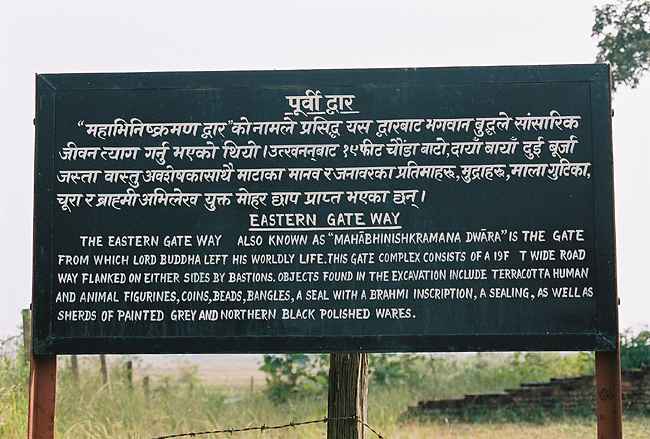 पूर्वी द्वार
“महाभिनिष्क्रमण द्वार” को नामले प्रसिद्व यस द्वारबाट भगवान बुद्धले सांसारिक
जीवन त्याग गर्नु भएको थियो। उत्खननबाट १९फीट चौंडा बाटो, दायाँ बायाँ दुई बूर्जा
जस्ता वास्तु अवशेषकासाथै माटाका मानव र जनावरका प्रतिमाहरू, मुद्राहरू, माला गुटिका,
चूरा र ब्राह्मी अभिलेख युक्त मोहर छाप प्राप्त भएका छन्।
EASTERN GATE WAY
THE EASTERN GATE WAY ALSO KNOWN AS “MAHĀBHINISHKRAMANA DWĀRA” IS THE GATE
FROM WHICH LORD BUDDHA LEFT HIS WORLDLY LIFE. THIS GATE COMPLEX CONSISTS OF A 19F T WIDE ROAD
WAY FLANKED ON EITHER SIDES BY BASTIONS. OBJECTS FOUND IN THE EXCAVATION INCLUDE TERRACOTTA HUMAN
AND ANIMAL FIGURINES, COINS, BEADS, BANGLES, A SEAL WITH A BRAHMI INSCRIPTION, A SEALING, AS WELL AS
SHERDS OF PAINTED GREY AND NORTHERN BLACK POLISHED WARES.